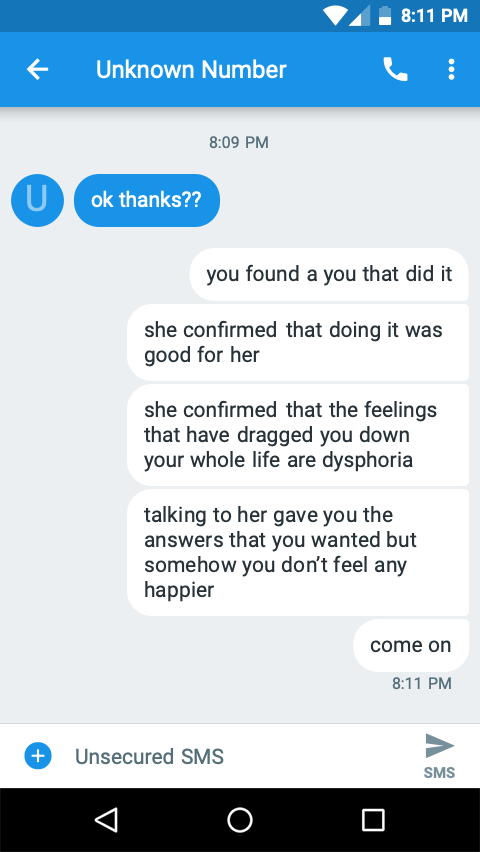 8:11 PM
Unknown Number
8:09 PM
U
ok thanks??
you found a you that did it
she confirmed that doing it was
good for her
she confirmed that the feelings
that have dragged you down
your whole life are dysphoria
talking to her gave you the
answers that you wanted but
somehow you don't feel any
happier
come on
8:11 PM
Unsecured SMS
SMS